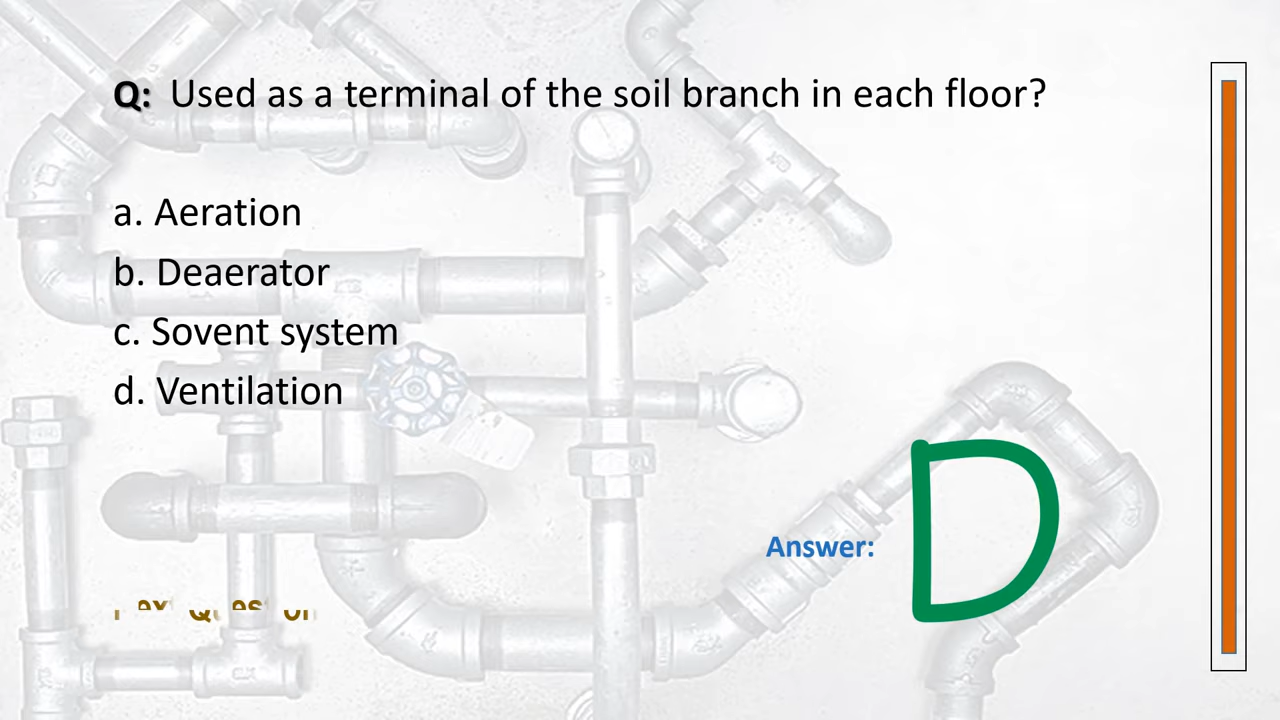 Q: Used as a terminal of the soil branch in each floor?
a. Aeration
b. Deaerator
c. Sovent system
d. Ventilation
Answer: D